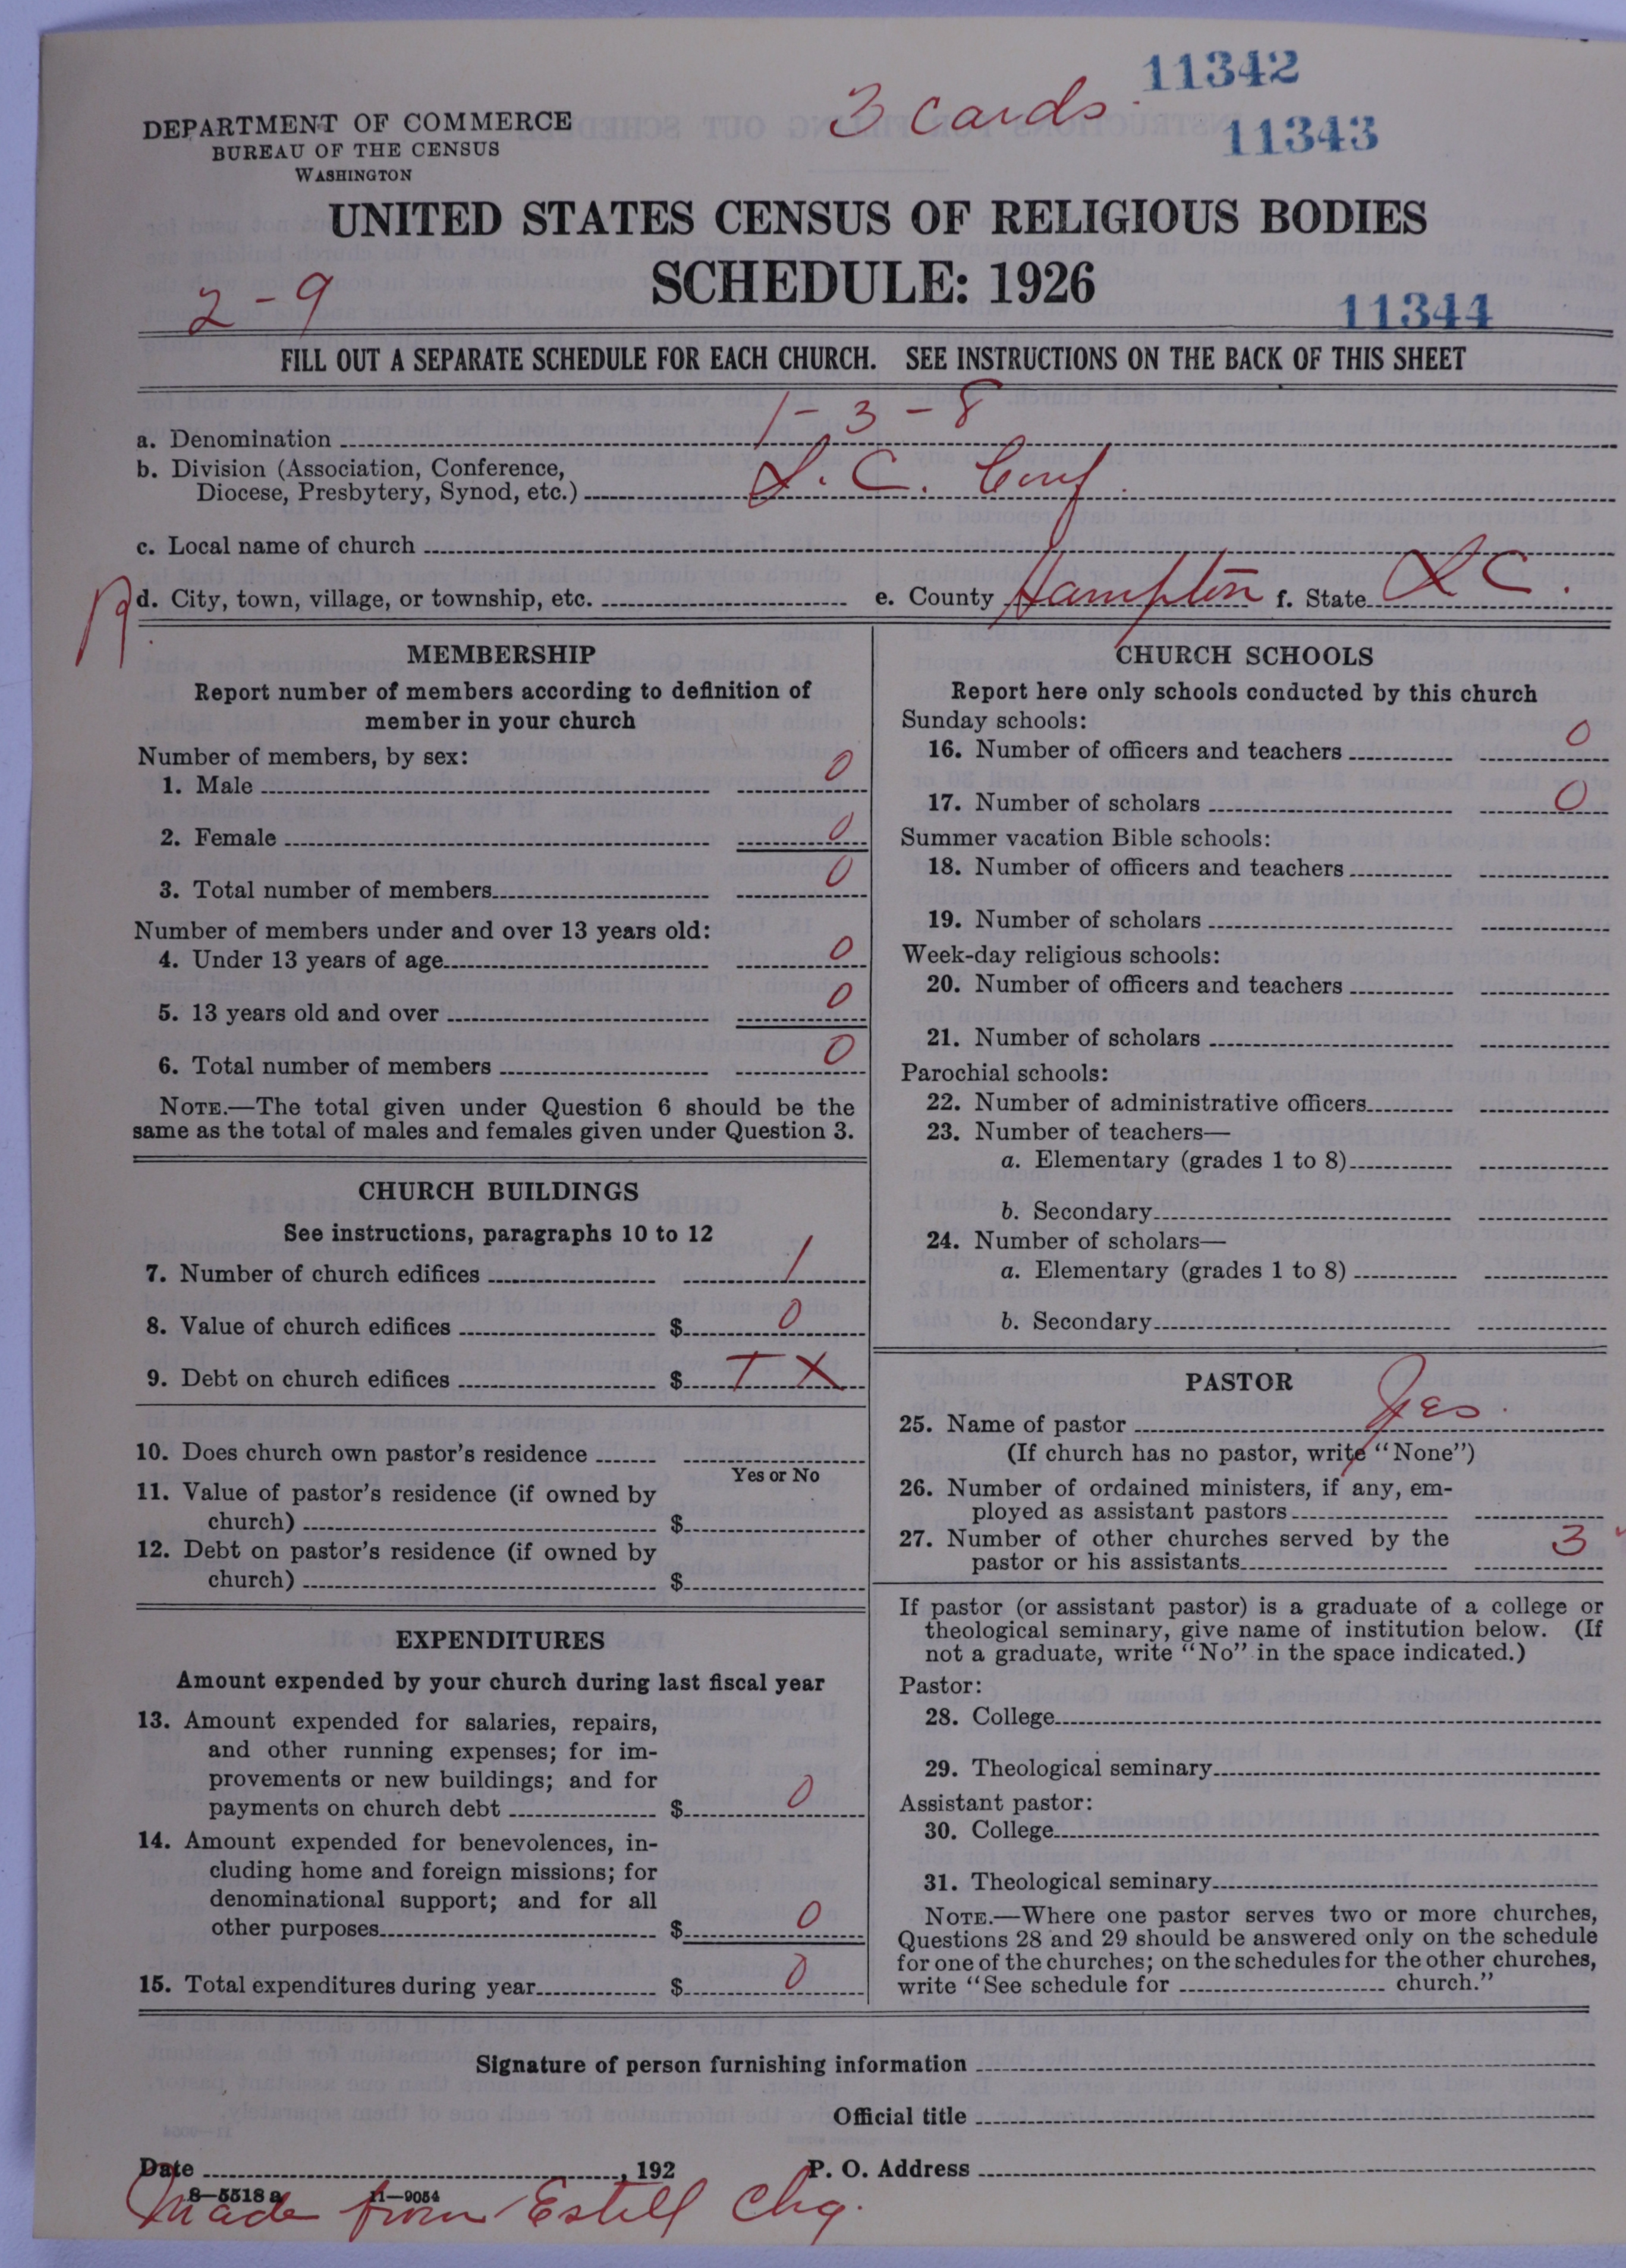 11342
3 cards.
11343
DEPARTMENT OF COMMERCE
BUREAU OF THE CENSUS
WASHINGTON
UNITED STATES CENSUS OF RELIGIOUS BODIES
SCHEDULE: 1926
2-9
11344
FILL OUT A SEPARATE SCHEDULE FOR EACH CHURCH. SEE INSTRUCTIONS ON THE BACK OF THIS SHEET
a. Denomination 1-3-8
b. Division (Association, Conference,
Diocese, Presbytery, Synod, etc.) S. C. Conf.
c. Local name of church
R. d. City, town, village, or township, etc. e. County Hampton f. State S C.
MEMBERSHIP
Report number of members according to definition of
member in your church
Number of members, by sex:
1. Male 0
2. Female 0
3. Total number of members 0
Number of members under and over 13 years old:
4. Under 13 years of age 0
5. 13 years old and over 0
6. Total number of members 0
NOTE.—The total given under Question 6 should be the
same as the total of males and females given under Question 3.
CHURCH BUILDINGS
See instructions, paragraphs 10 to 12
7. Number of church edifices 1
8. Value of church edifices $ 0
9. Debt on church edifices $ T X
10. Does church own pastor's residence
Yes or No
11. Value of pastor's residence (if owned by
church) $
12. Debt on pastor's residence (if owned by
church) $
EXPENDITURES
Amount expended by your church during last fiscal year
13. Amount expended for salaries, repairs,
and other running expenses; for im-
provements or new buildings; and for
payments on church debt $ 0
14. Amount expended for benevolences, in-
cluding home and foreign missions; for
denominational support; and for all
other purposes $ 0
15. Total expenditures during year $ 0
CHURCH SCHOOLS
Report here only schools conducted by this church
Sunday schools:
16. Number of officers and teachers 0
17. Number of scholars 0
Summer vacation Bible schools:
18. Number of officers and teachers
19. Number of scholars
Week-day religious schools:
20. Number of officers and teachers
21. Number of scholars
Parochial schools:
22. Number of administrative officers
23. Number of teachers—
a. Elementary (grades 1 to 8)
b. Secondary
24. Number of scholars—
a. Elementary (grades 1 to 8)
b. Secondary
PASTOR
25. Name of pastor Yes.
(If church has no pastor, write "None")
26. Number of ordained ministers, if any, em-
ployed as assistant pastors
27. Number of other churches served by the
pastor or his assistants 3
If pastor (or assistant pastor) is a graduate of a college or
theological seminary, give name of institution below. (If
not a graduate, write "No" in the space indicated.)
Pastor:
28. College
29. Theological seminary
Assistant pastor:
30. College
31. Theological seminary
NOTE.—Where one pastor serves two or more churches,
Questions 28 and 29 should be answered only on the schedule
for one of the churches; on the schedules for the other churches,
write "See schedule for church."
Signature of person furnishing information
Official title
Date , 192 P. O. Address
8—5518 a 11—9054
Made from Estill Chg.